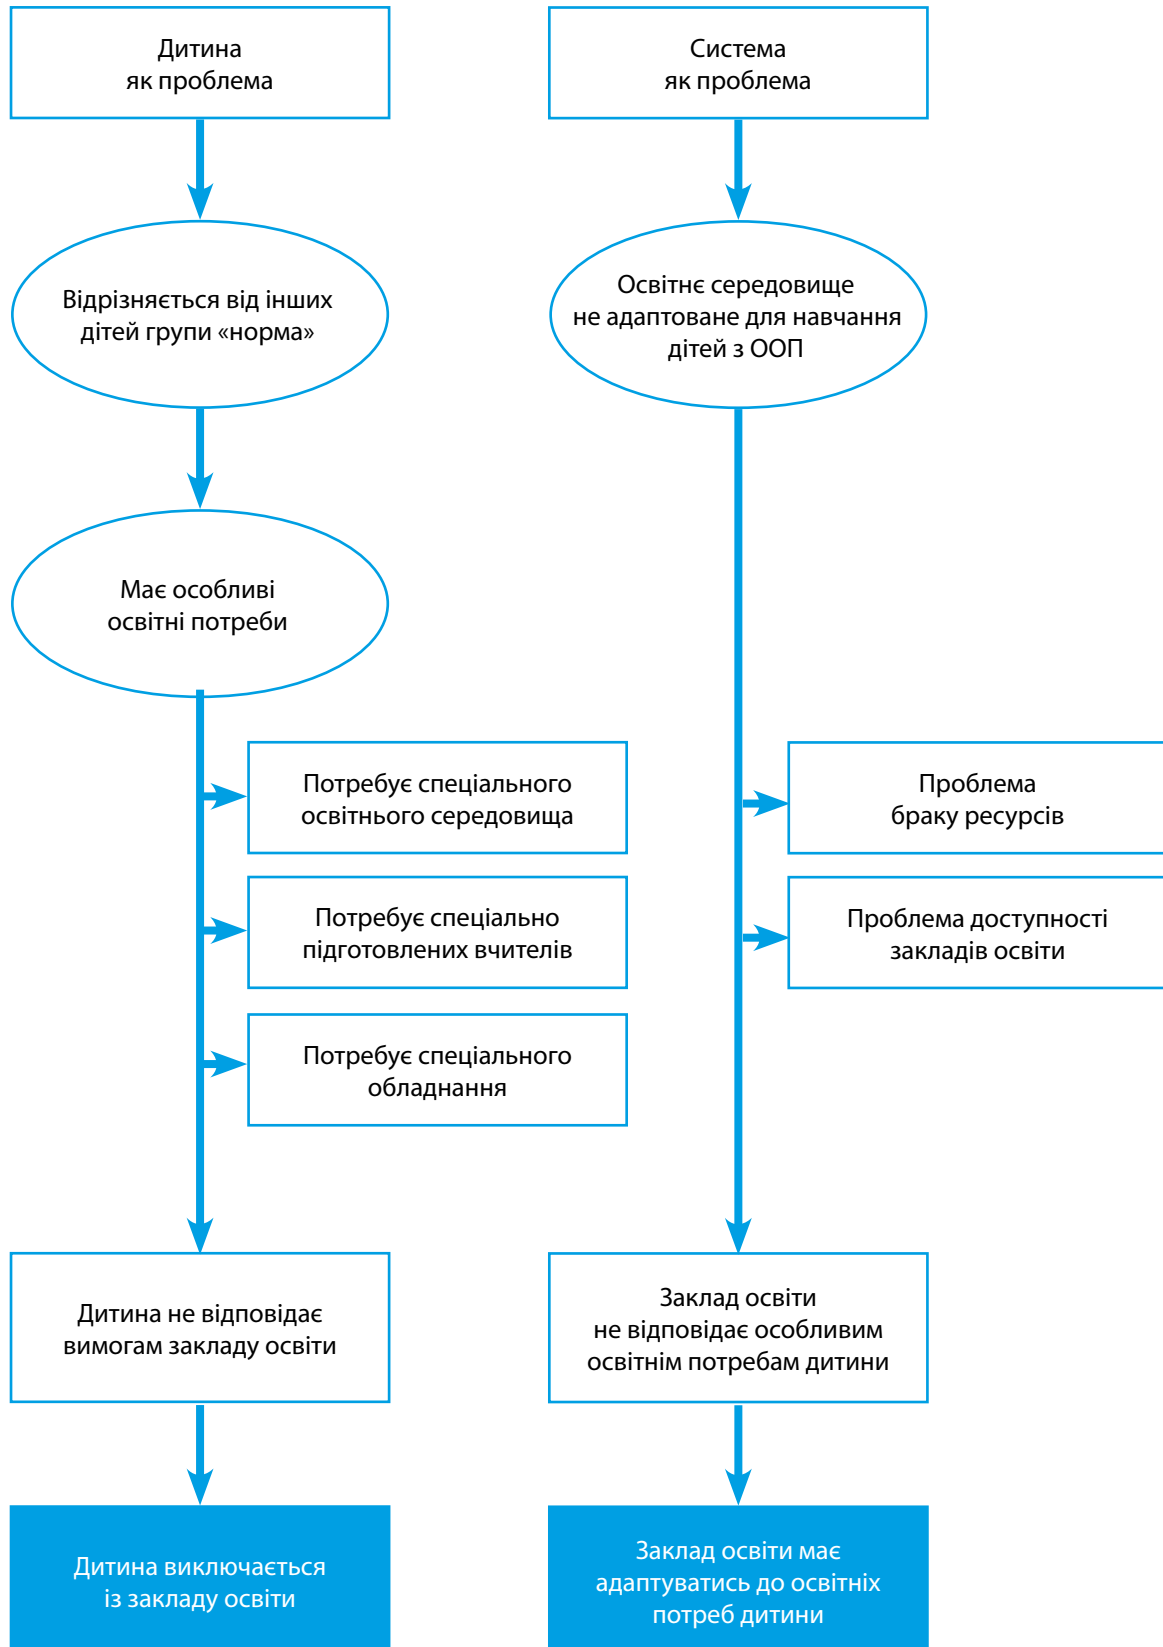 Дитина
як проблема
Відрізняється від інших
дітей групи «норма»
Має особливі
освітні потреби
Потребує спеціального
освітнього середовища
Потребує спеціально
підготовлених вчителів
Потребує спеціального
обладнання
Дитина не відповідає
вимогам закладу освіти
Дитина виключається
із закладу освіти
Система
як проблема
Освітнє середовище
не адаптоване для навчання
дітей з ООП
Проблема
браку ресурсів
Проблема доступності
закладів освіти
Заклад освіти
не відповідає особливим
освітнім потребам дитини
Заклад освіти має
адаптуватись до освітніх
потреб дитини